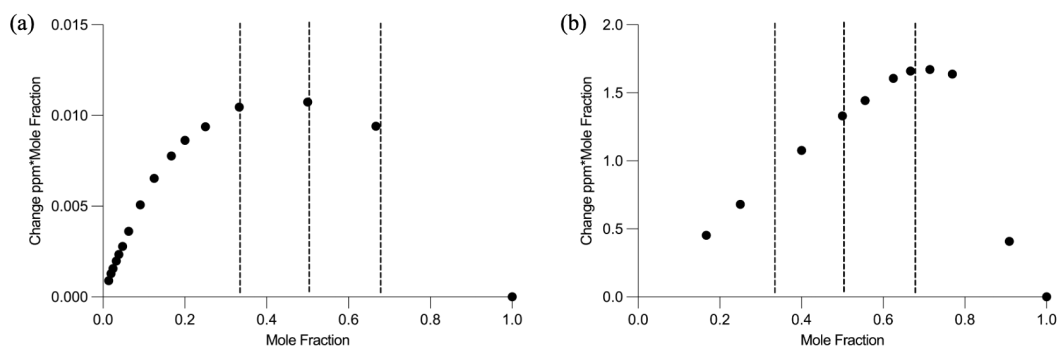 (a)
0.015
0.010
0.005
0.000
Change ppm*Mole Fraction
0.0 0.2 0.4 0.6 0.8 1.0
Mole Fraction
(b)
2.0
1.5
1.0
0.5
0.0
Change ppm*Mole Fraction
0.0 0.2 0.4 0.6 0.8 1.0
Mole Fraction